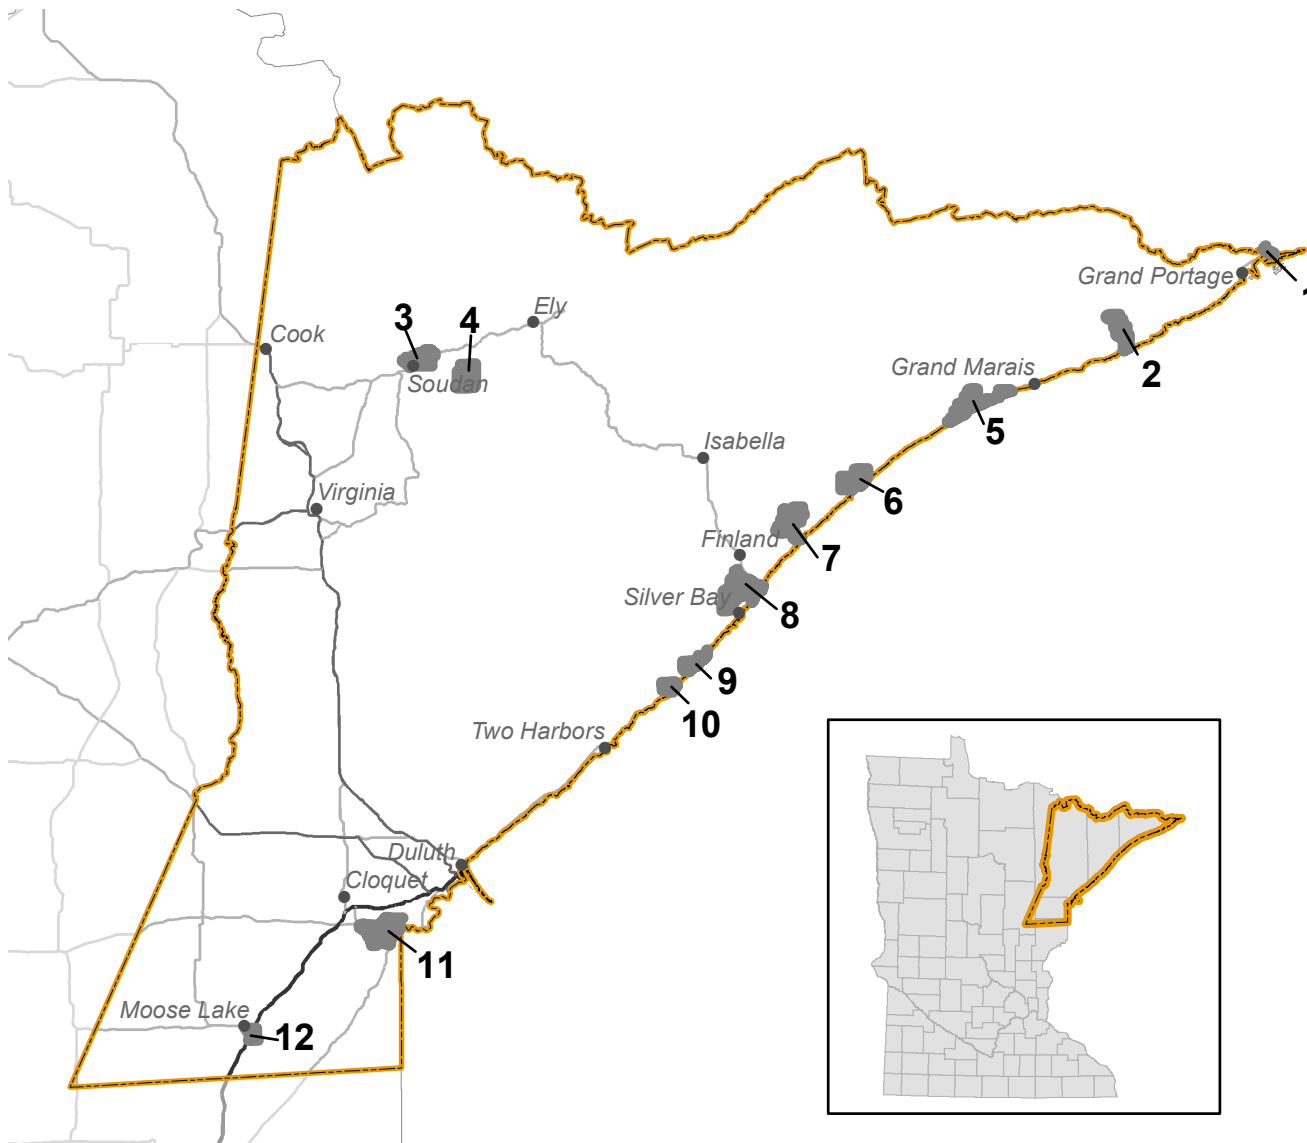 Grand Portage
1
Ely
3
4
Cook
2
Grand Marais
Soudan
5
Isabella
Virginia
6
Finland
7
Silver Bay
8
9
10
Two Harbors
Duluth
Cloquet
11
Moose Lake
12